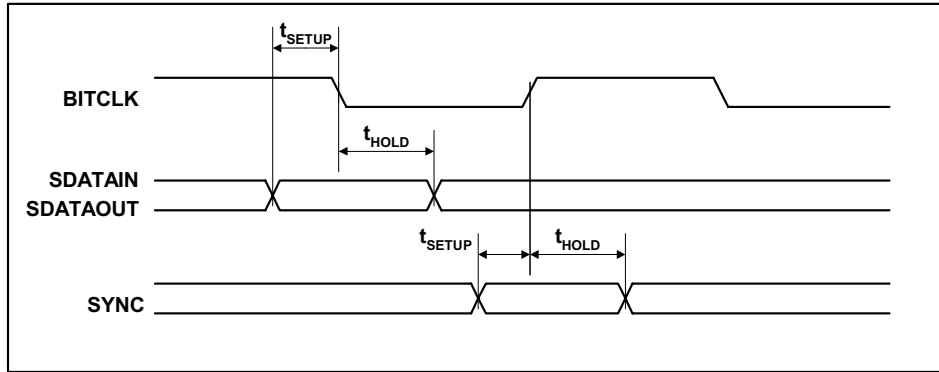 tSETUP
BITCLK
tHOLD
SDATAIN
SDATAOUT
tSETUP tHOLD
SYNC